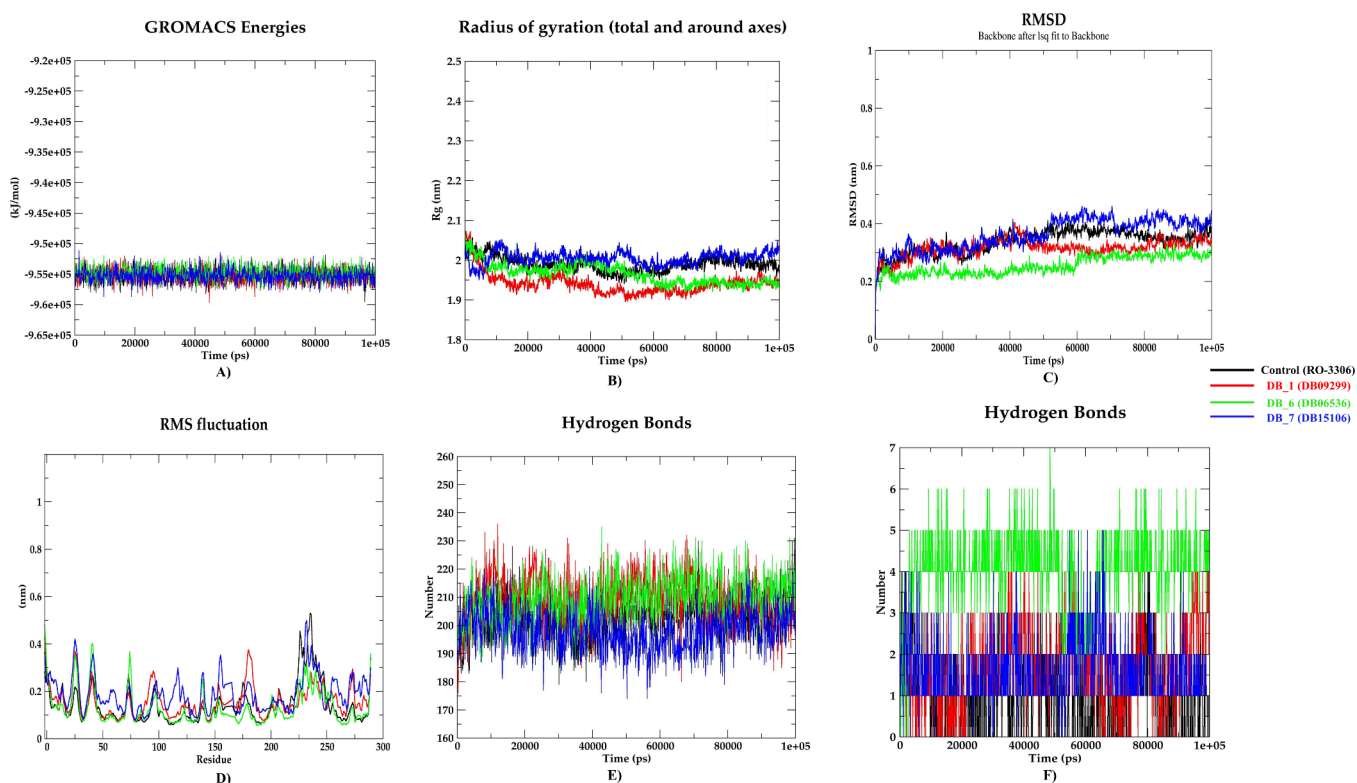 GROMACS Energies
(kJ/mol)
-9.2e+05
-9.25e+05
-9.3e+05
-9.35e+05
-9.4e+05
-9.45e+05
-9.5e+05
-9.55e+05
-9.6e+05
-9.65e+05
0 20000 40000 60000 80000 1e+05
Time (ps)
A)
Radius of gyration (total and around axes)
Rg (nm)
2.5
2.4
2.3
2.2
2.1
2
1.9
1.8
0 20000 40000 60000 80000 1e+05
Time (ps)
B)
RMSD
Backbone after lsq fit to Backbone
RMSD (nm)
1
0.8
0.6
0.4
0.2
0
0 20000 40000 60000 80000 1e+05
Time (ps)
C)
Control (RO-3306)
DB_1 (DB09299)
DB_6 (DB06536)
DB_7 (DB15106)
RMS fluctuation
(nm)
1
0.8
0.6
0.4
0.2
0
0 50 100 150 200 250 300
Residue
D)
Hydrogen Bonds
Number
260
250
240
230
220
210
200
190
180
170
160
0 20000 40000 60000 80000 1e+05
Time (ps)
E)
Hydrogen Bonds
Number
7
6
5
4
3
2
1
0
0 20000 40000 60000 80000 1e+05
Time (ps)
F)